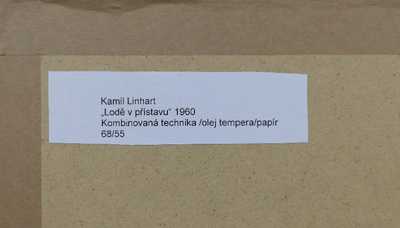 Kamil Linhart
„Lodě v přístavu“ 1960
Kombinovaná technika /olej tempera/papír
68/55